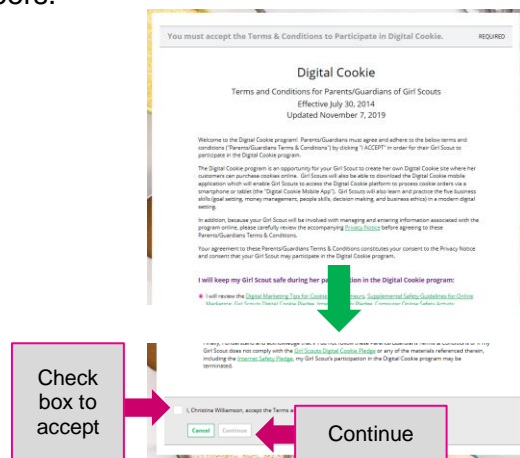 You must accept the Terms & Conditions to Participate in Digital Cookie. REQUIRED
Digital Cookie
Terms and Conditions for Parents/Guardians of Girl Scouts
Effective July 30, 2014
Updated November 7, 2019
Welcome to the Digital Cookie program! Parents/Guardians must agree and adhere to the below terms and
conditions ("Parents/Guardians Terms & Conditions") by clicking "I ACCEPT" in order for their Girl Scout to
participate in the Digital Cookie program.
The Digital Cookie program is an opportunity for your Girl Scout to create her own Digital Cookie site where her
customers can purchase cookies online. Girl Scouts will also be able to download the Digital Cookie mobile
application which will enable Girl Scouts to access the Digital Cookie platform to process cookie orders via a
smartphone or tablet (the "Digital Cookie Mobile App"). Girl Scouts will also learn and practice the five business
skills (goal setting, money management, people skills, decision making, and business ethics) in a modern digital
setting.
In addition, because your Girl Scout will be involved with managing and entering information associated with the
program online, please carefully review the accompanying Privacy Notice before agreeing to these
Parents/Guardians Terms & Conditions.
Your agreement to these Parents/Guardians Terms & Conditions constitutes your consent to the Privacy Notice
and consent that your Girl Scout may participate in the Digital Cookie program.
I will keep my Girl Scout safe during her in the Digital Cookie program:
I will review the Digital Marketing Tips for Cookie Supplemental Safety Guidelines for Online
Girl Scout does not comply with the Girl Scouts Digital Cookie Pledge or any of the materials referenced therein,
including the Internet Safety Pledge, my Girl Scout's participation in the Digital Cookie program may be
terminated.
Check
box to
accept
I, Christina Williamson, accept the Terms
Cancel Continue
Continue